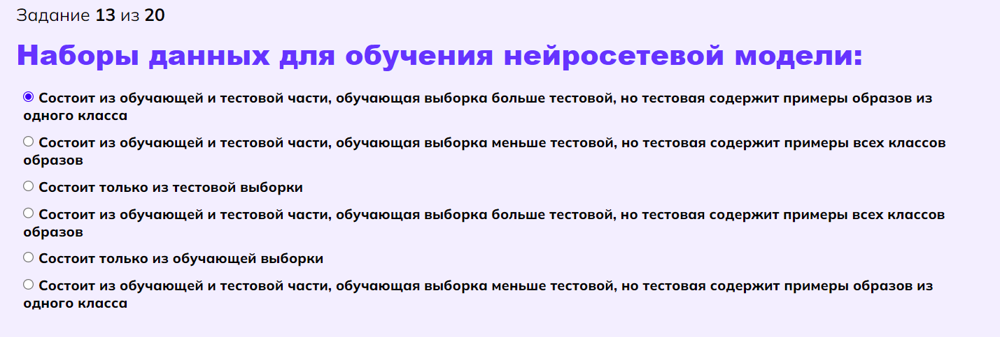 Задание 13 из 20
Наборы данных для обучения нейросетевой модели:
Состоит из обучающей и тестовой части, обучающая выборка больше тестовой, но тестовая содержит примеры образов из
одного класса
Состоит из обучающей и тестовой части, обучающая выборка меньше тестовой, но тестовая содержит примеры всех классов
образов
Состоит только из тестовой выборки
Состоит из обучающей и тестовой части, обучающая выборка больше тестовой, но тестовая содержит примеры всех классов
образов
Состоит только из обучающей выборки
Состоит из обучающей и тестовой части, обучающая выборка меньше тестовой, но тестовая содержит примеры образов из
одного класса